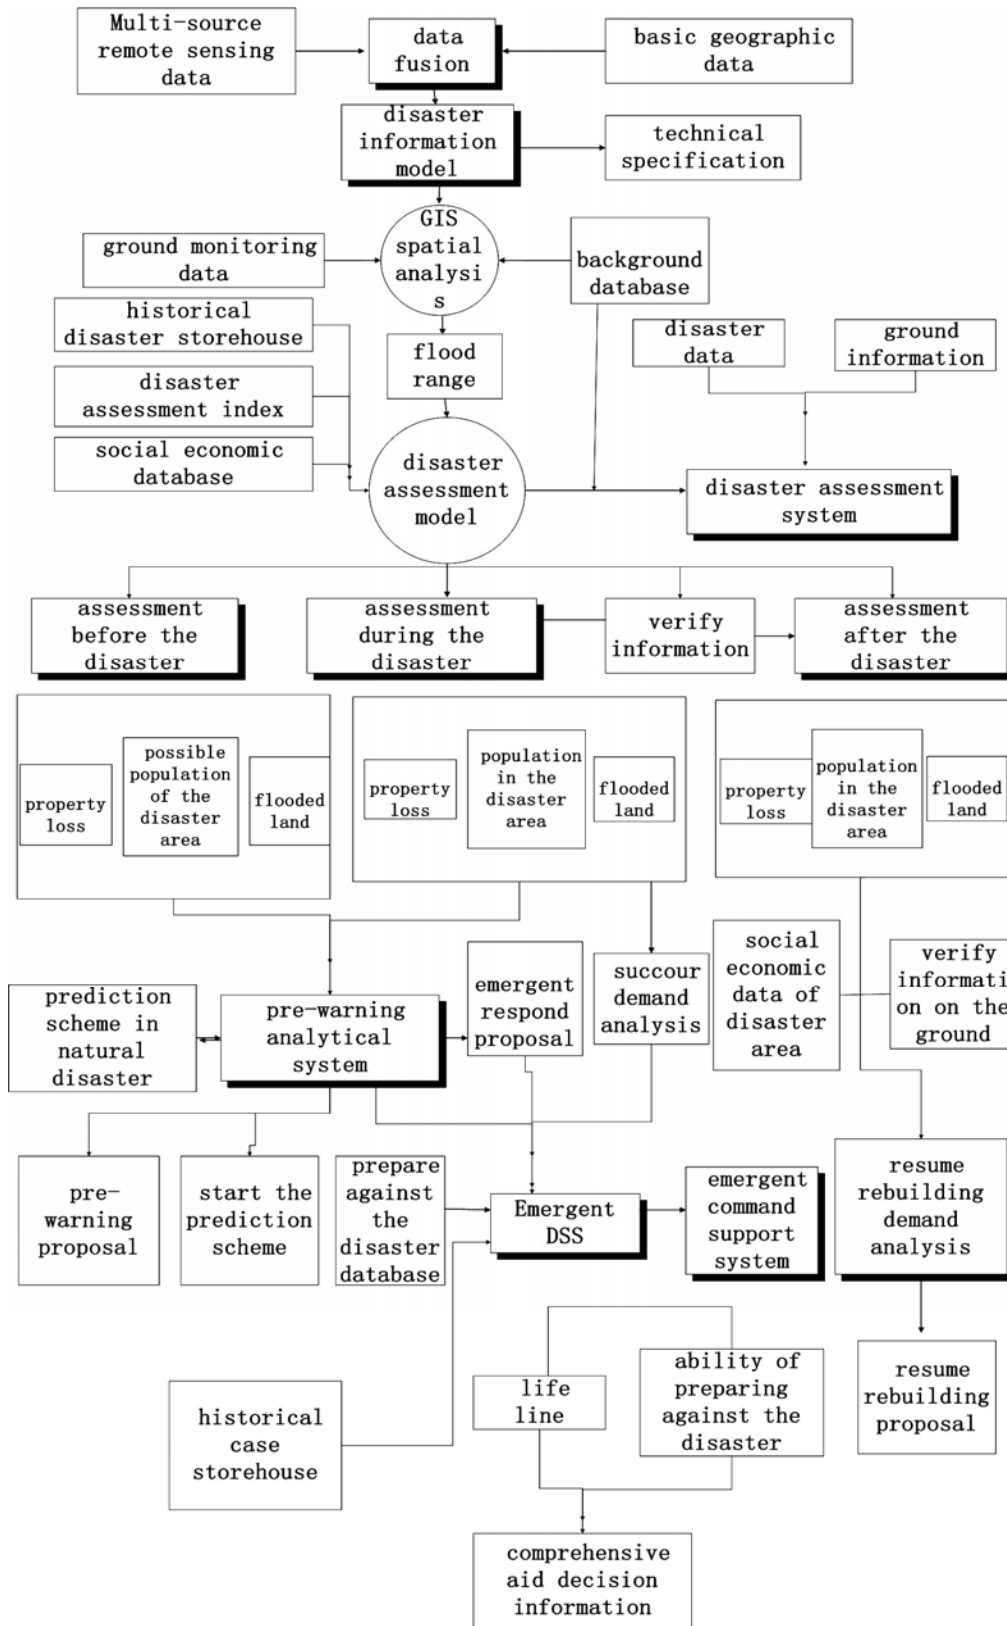 Multi-source
remote sensing
data
data
fusion
basic geographic
data
disaster
information
model
technical
specification
GIS
spatial
analysi
s
ground monitoring
data
background
database
historical
disaster storehouse
flood
range
disaster
data
ground
information
disaster
assessment index
social economic
database
disaster
assessment
model
disaster assessment
system
assessment
before the
disaster
assessment
during the
disaster
verify
information
assessment
after the
disaster
property
loss
possible
population
of the
disaster
area
flooded
land
property
loss
population
in the
disaster
area
flooded
land
property
loss
population
in the
disaster
area
flooded
land
prediction
scheme in
natural
disaster
pre-warning
analytical
system
emergent
respond
proposal
succour
demand
analysis
social
economic
data of
disaster
area
verify
informati
on on the
ground
pre-
warning
proposal
start the
prediction
scheme
prepare
against
the
disaster
database
Emergent
DSS
emergent
command
support
system
resume
rebuilding
demand
analysis
historical
case
storehouse
life
line
ability of
preparing
against the
disaster
resume
rebuilding
proposal
comprehensive
aid decision
information